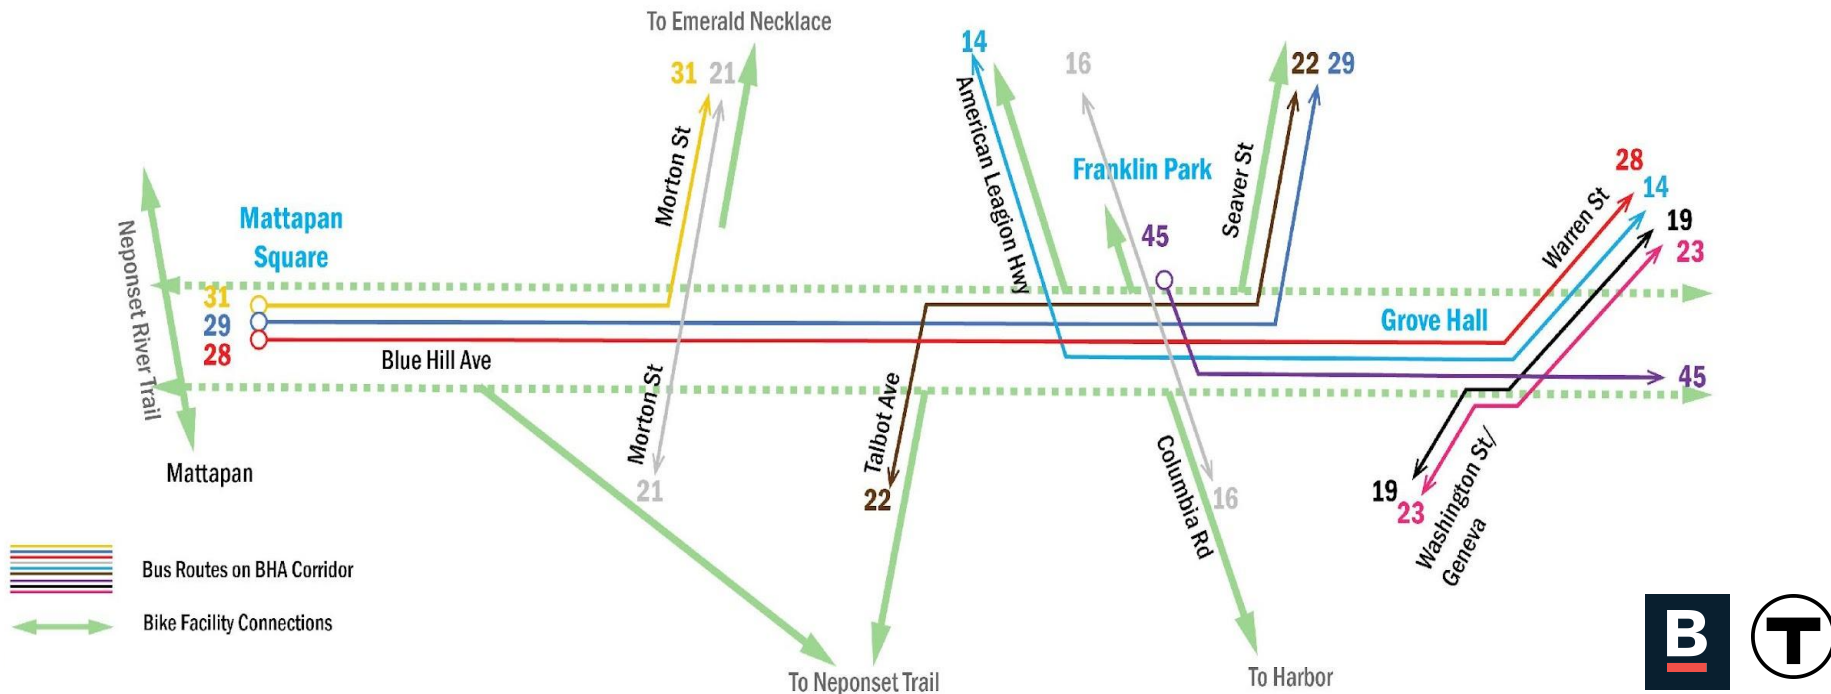 To Emerald Necklace
31 21
14
16
22 29
Morton St
American Leagion Hwy
Franklin Park
Seaver St
45
28
14
19
23
Warren St
Neponset River Trail
Mattapan
Square
31
29
28
Blue Hill Ave
Grove Hall
45
Morton St
21
Talbot Ave
22
Columbia Rd
16
19
23
Washington St/
Geneva
Mattapan
Bus Routes on BHA Corridor
Bike Facility Connections
To Neponset Trail
To Harbor
B
T